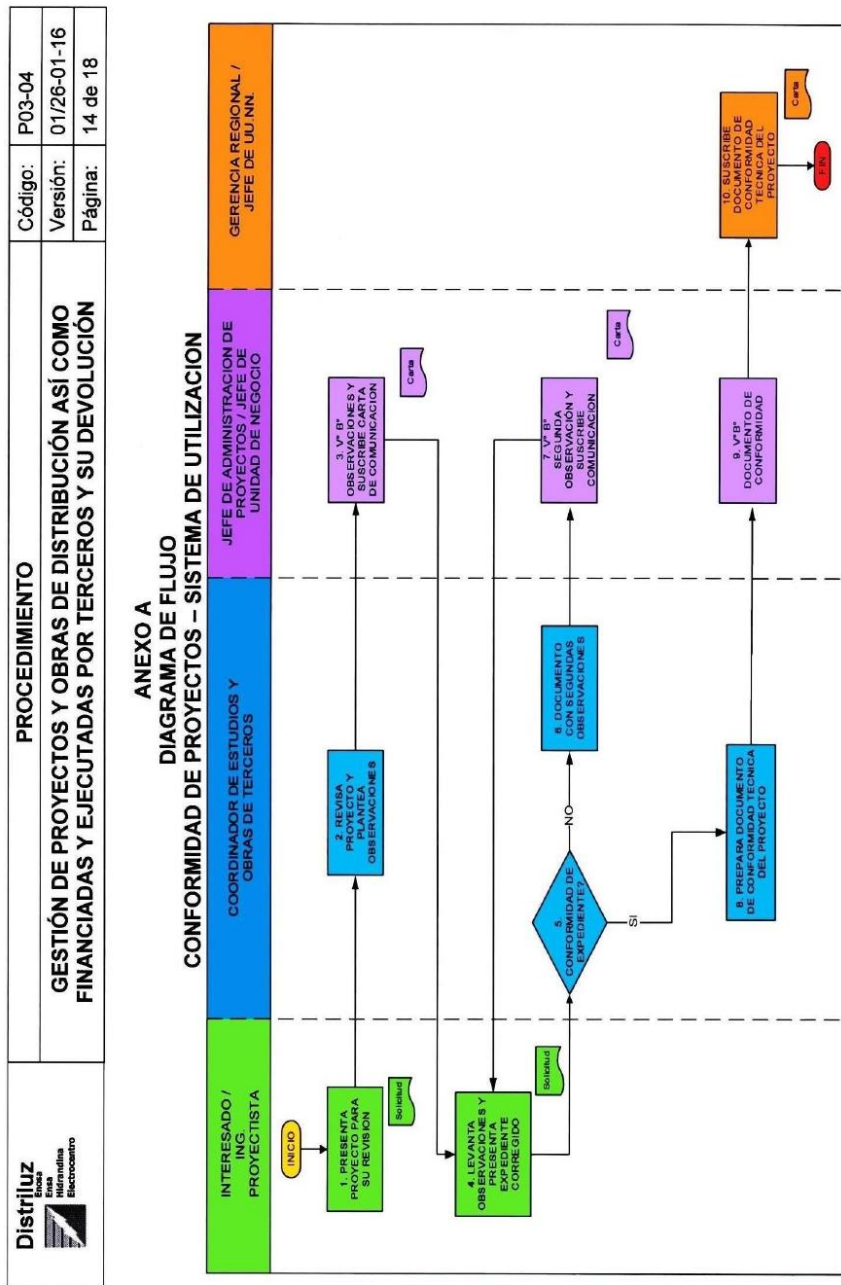 Distriluz
Enosa
Ensa
Hidrandina
Electrocentro
PROCEDIMIENTO
GESTIÓN DE PROYECTOS Y OBRAS DE DISTRIBUCIÓN ASÍ COMO
FINANCIADAS Y EJECUTADAS POR TERCEROS Y SU DEVOLUCIÓN
Código: P03-04
Versión: 01/26-01-16
Página: 14 de 18
ANEXO A
DIAGRAMA DE FLUJO
CONFORMIDAD DE PROYECTOS – SISTEMA DE UTILIZACION
INTERESADO /
ING.
PROYECTISTA
COORDINADOR DE ESTUDIOS Y
OBRAS DE TERCEROS
JEFE DE ADMINISTRACION DE
PROYECTOS / JEFE DE
UNIDAD DE NEGOCIO
GERENCIA REGIONAL /
JEFE DE UU.NN.
INICIO
1. PRESENTA
PROYECTO PARA
SU REVISION
Solicitud
2. REVISA
PROYECTO Y
PLANTEA
OBSERVACIONES
3. V° B°
OBSERVACIONES Y
SUSCRIBE CARTA
DE COMUNICACION
Carta
4. LEVANTA
OBSERVACIONES Y
PRESENTA
EXPEDIENTE
CORREGIDO
Solicitud
5.
CONFORMIDAD DE
EXPEDIENTE?
NO
6. DOCUMENTO
CON SEGUNDAS
OBSERVACIONES
7. V° B°
SEGUNDA
OBSERVACIÓN Y
SUSCRIBE
COMUNICACION
Carta
SI
8. PREPARA DOCUMENTO
DE CONFORMIDAD TECNICA
DEL PROYECTO
9. V°B°
DOCUMENTO DE
CONFORMIDAD
10. SUSCRIBE
DOCUMENTO DE
CONFORMIDAD
TECNICA DEL
PROYECTO
Carta
FIN